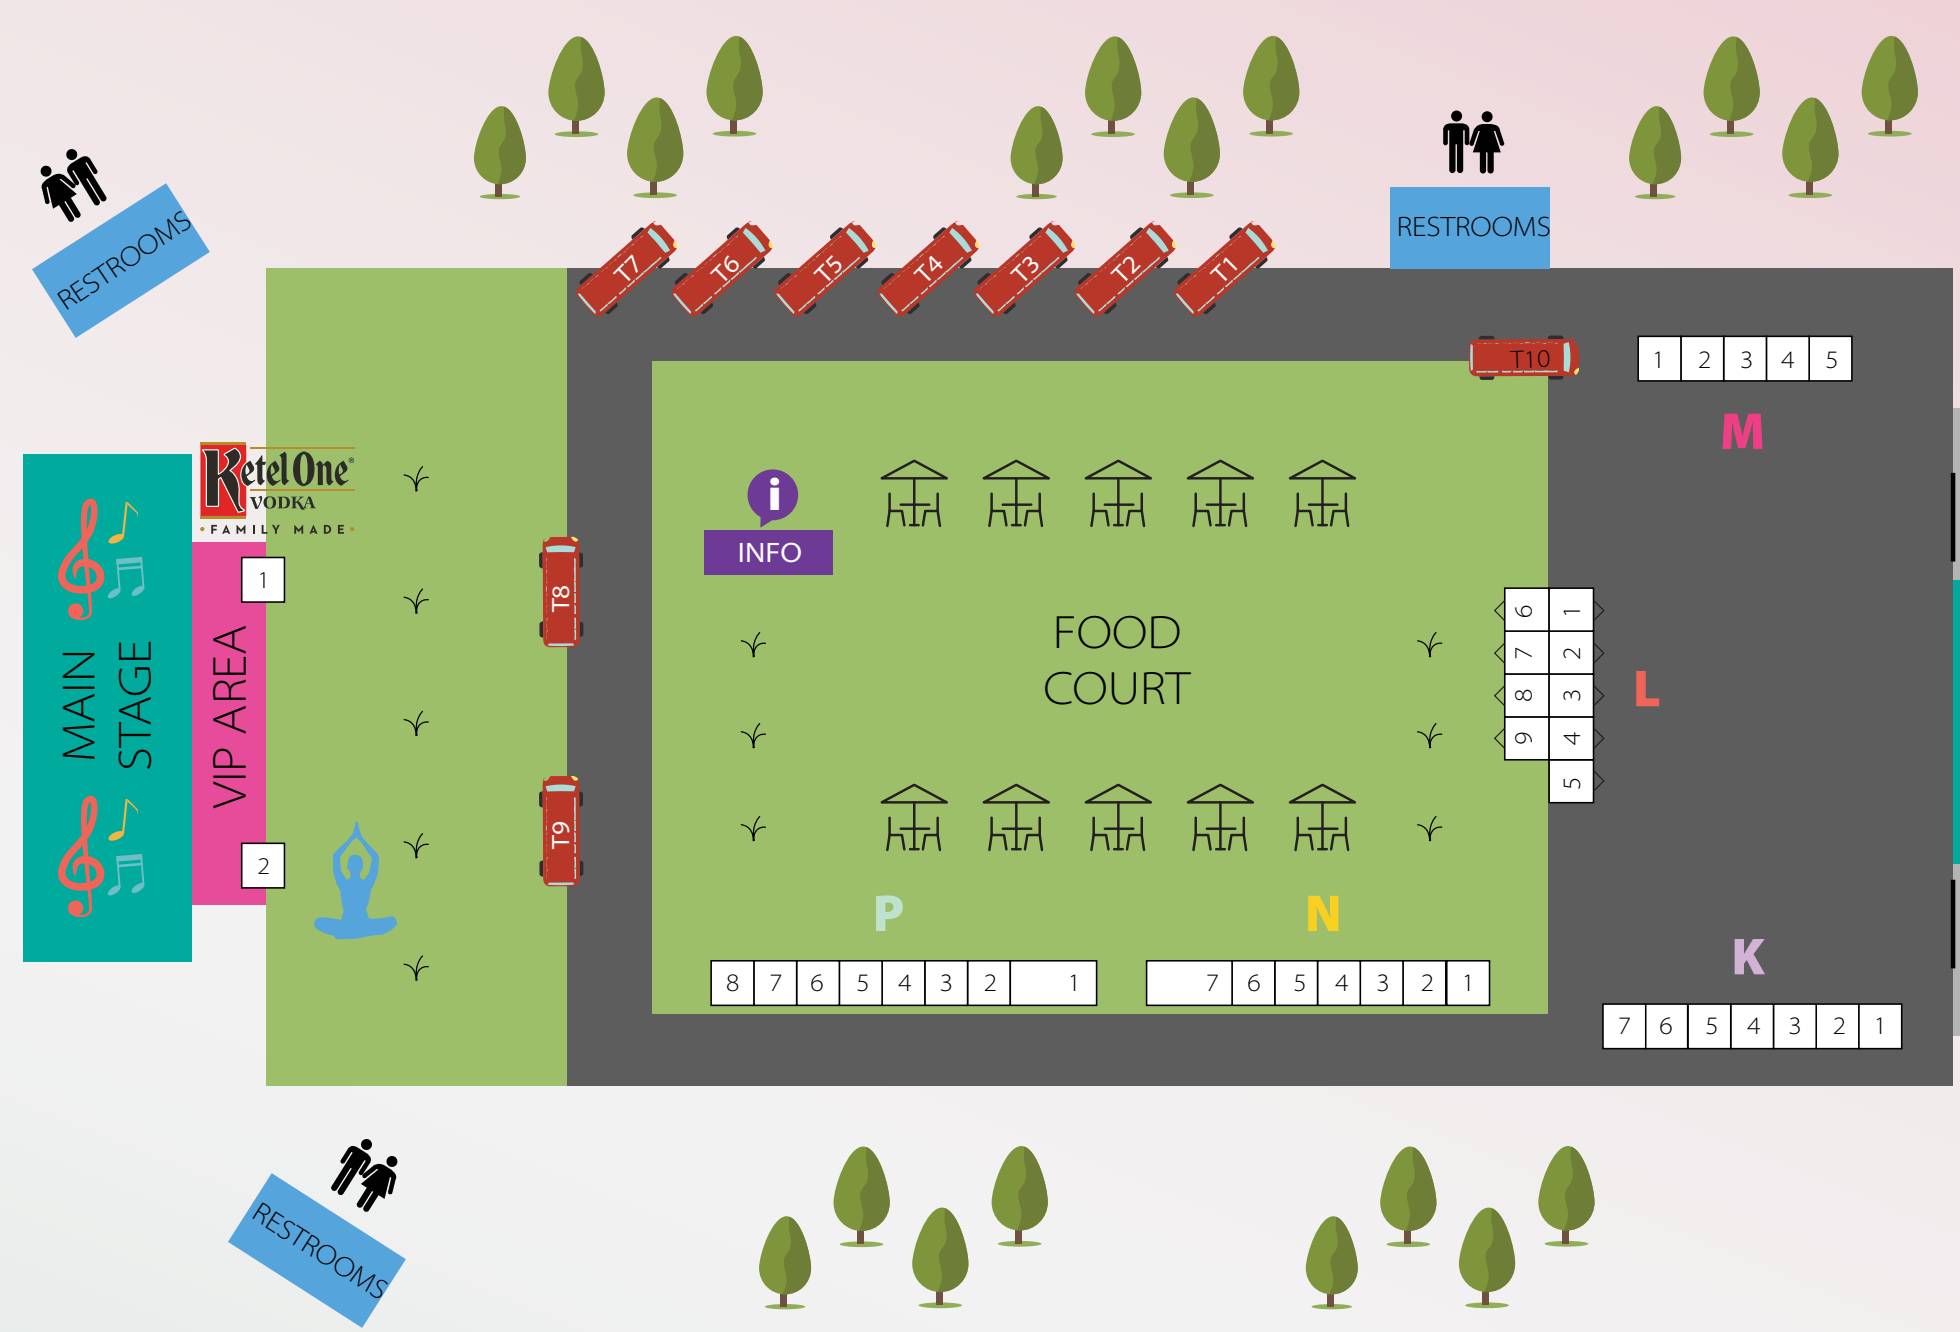 RESTROOMS
RESTROOMS
T7
T6
T5
T4
T3
T2
T1
T10
1 2 3 4 5
M
Ketel One®
VODKA
• FAMILY MADE •
MAIN
STAGE
VIP AREA
1
2
T8
T9
i
INFO
FOOD
COURT
6 1
7 2
8 3
9 4
5
L
P
N
K
8 7 6 5 4 3 2 1
7 6 5 4 3 2 1
7 6 5 4 3 2 1
RESTROOMS